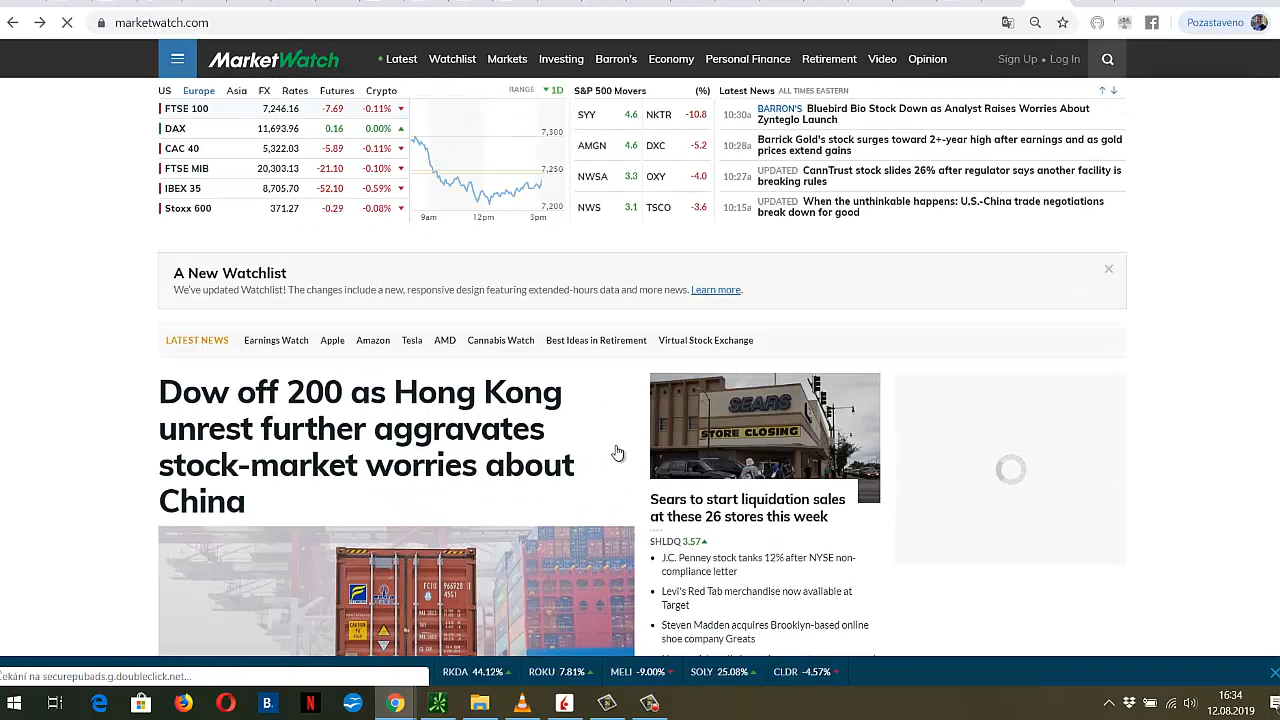 marketwatch.com
Pozastaveno
MarketWatch
Latest Watchlist Markets Investing Barron's Economy Personal Finance Retirement Video Opinion
Sign Up • Log In
US Europe Asia FX Rates Futures Crypto
RANGE 1D
FTSE 100 7,246.16 -7.69 -0.11%
DAX 11,693.96 0.16 0.00%
CAC 40 5,322.03 -5.89 -0.11%
FTSE MIB 20,303.13 -21.10 -0.10%
IBEX 35 8,705.70 -52.10 -0.59%
Stoxx 600 371.27 -0.29 -0.08%
7,300
7,250
7,200
9am 12pm 3pm
S&P 500 Movers (%)
SYY 4.6 NKTR -10.8
AMGN 4.6 DXC -5.2
NWSA 3.3 OXY -4.0
NWS 3.1 TSCO -3.6
Latest News ALL TIMES EASTERN
10:30a BARRON'S Bluebird Bio Stock Down as Analyst Raises Worries About
Zynteglo Launch
10:28a Barrick Gold's stock surges toward 2+-year high after earnings and as gold
prices extend gains
10:27a UPDATED CannTrust stock slides 26% after regulator says another facility is
breaking rules
10:15a UPDATED When the unthinkable happens: U.S.-China trade negotiations
break down for good
A New Watchlist
We've updated Watchlist! The changes include a new, responsive design featuring extended-hours data and more news. Learn more.
LATEST NEWS Earnings Watch Apple Amazon Tesla AMD Cannabis Watch Best Ideas in Retirement Virtual Stock Exchange
Dow off 200 as Hong Kong
unrest further aggravates
stock-market worries about
China
SEARS
STORE CLOSING
Sears to start liquidation sales
at these 26 stores this week
SHLDQ 3.57
J.C. Penney stock tanks 12% after NYSE non-
compliance letter
Levi's Red Tab merchandise now available at
Target
Steven Madden acquires Brooklyn-based online
shoe company Greats
FCIU 966928
45G1
Čekání na securepubads.g.doubleclick.net...
RKDA 44.12% ROKU 7.81% MELI -9.00% SOLY 25.08% CLDR -4.57%
16:34
12.08.2019